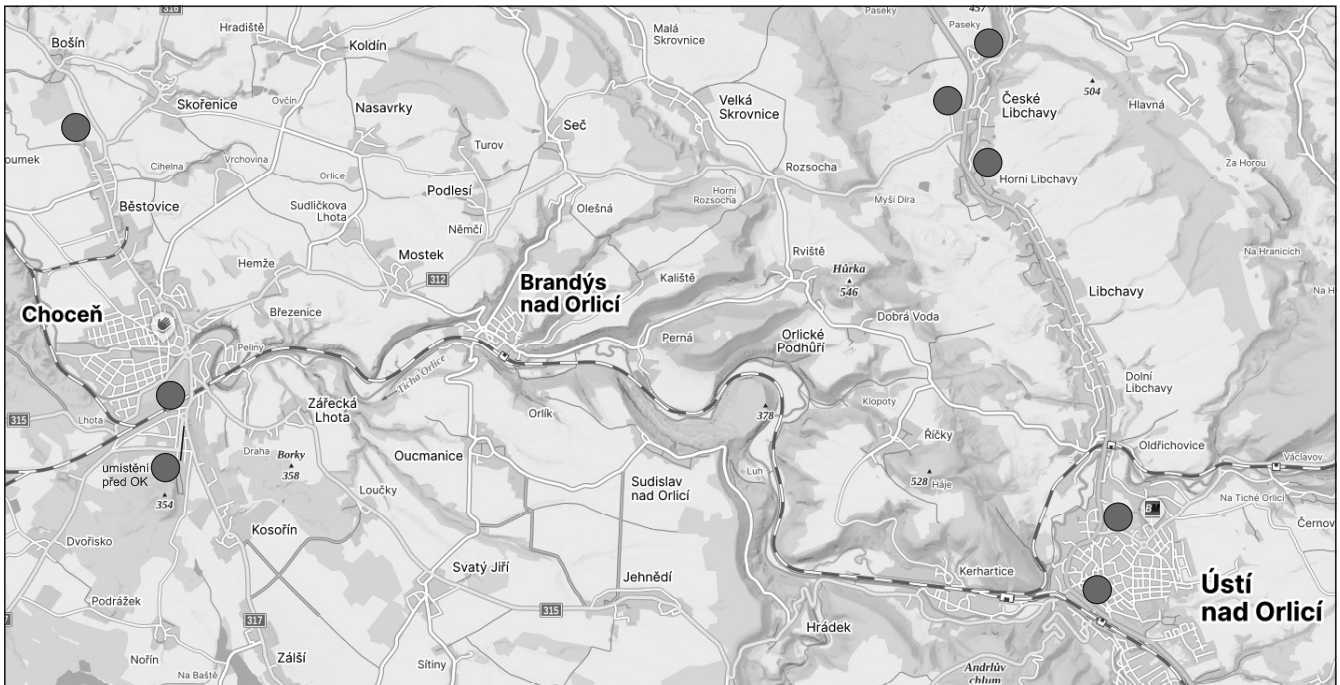 316
Bošín
Hradiště
Koldín
Malá
Skrovnice
Paseky
457
Paseky
Skořenice
Ovčín
Nasavrky
Velká
Skrovnice
České
Libchavy
504
Hlavná
oumek
Cihelna
Vrchovina
Turov
Seč
Rozsocha
Za Horou
Orlice
Podlesí
Horní
Rozsocha
Horní Libchavy
Myší Díra
Běstovice
Sudličkova
Lhota
Olešná
Němčí
Hemže
Mostek
312
Rviště
Na Hranicích
Kaliště
Hůrka
546
Brandýs
nad Orlicí
Libchavy
Na H
Choceň
Březenice
Dobrá Voda
Peliny
Perná
Orlické
Podhůří
Tichá Orlice
Dolní
Libchavy
Zářecká
Lhota
378
Klopoty
315
Lhota
Orlík
Říčky
Oldřichovice
Draha
Borky
358
Oucmanice
Václavov
umístění
před OK
354
Loučky
Sudislav
nad Orlicí
Luh
528
Háje
Na Tiché Orlici
BM
Černov
Kosořín
Dvořisko
Svatý Jiří
Jehnědí
Kerhartice
Ústí
nad Orlicí
Podrážek
315
317
Hrádek
Nořín
Zálší
Sítiny
Na Baště
Andrlův
chlum